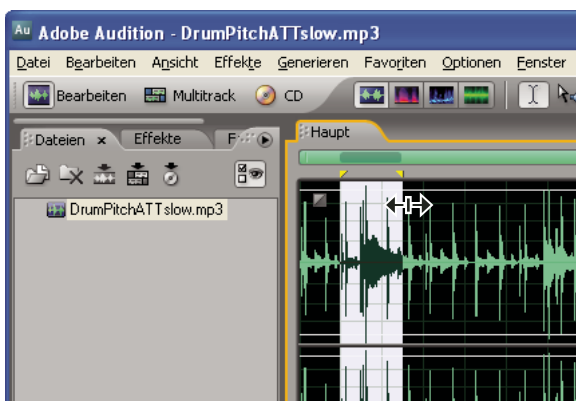 Au Adobe Audition - DrumPitchATTslow.mp3
Datei Bearbeiten Ansicht Effekte Generieren Favoriten Optionen Fenster
Bearbeiten Multitrack CD
Dateien x Effekte F
Haupt
DrumPitchATTslow.mp3